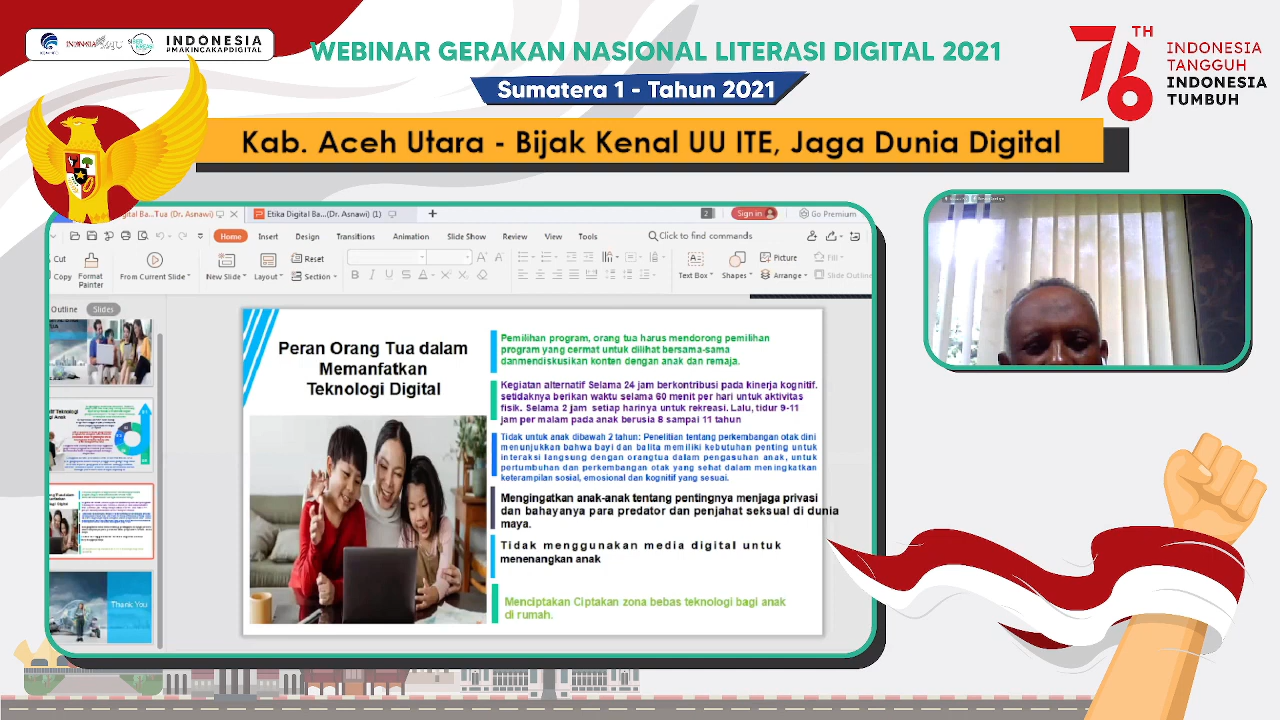 INDONESIA
#MAKINCAKAPDIGITAL
WEBINAR GERAKAN NASIONAL LITERASI DIGITAL 2021
Sumatera 1 - Tahun 2021
76TH
INDONESIA
TANGGUH
INDONESIA
TUMBUH
Kab. Aceh Utara - Bijak Kenal UU ITE, Jaga Dunia Digital
Digital Ba...Tua (Dr. Asnawi)
Etika Digital Ba...(Dr. Asnawi) (1)
+
2
Sign in
Go Premium
Home
Insert
Design
Transitions
Animation
Slide Show
Review
View
Tools
Click to find commands
Cut
Copy
Format
Painter
From Current Slide
New Slide
Layout
Reset
Section
B I U S A
Text Box
Shapes
Picture
Arrange
Fill
Slide Outline
Outline
Slides
Thank You
Peran Orang Tua dalam
Memanfatkan
Teknologi Digital
Pemilihan program, orang tua harus mendorong pemilihan
program yang cermat untuk dilihat bersama-sama
danmendiskusikan konten dengan anak dan remaja.
Kegiatan alternatif Selama 24 jam berkontribusi pada kinerja kognitif.
setidaknya berikan waktu selama 60 menit per hari untuk aktivitas
fisik. Selama 2 jam setiap harinya untuk rekreasi. Lalu, tidur 9-11
jam per malam pada anak berusia 8 sampai 11 tahun
Tidak untuk anak dibawah 2 tahun: Penelitian tentang perkembangan otak dini
menunjukkan bahwa bayi dan balita memiliki kebutuhan penting untuk
interaksi langsung dengan orangtua dalam pengasuhan anak, untuk
pertumbuhan dan perkembangan otak yang sehat dalam meningkatkan
keterampilan sosial, emosional dan kognitif yang sesuai.
Mengingatkan anak-anak tentang pentingnya menjaga privasi
dan bahayanya para predator dan penjahat seksual di dunia
maya.
Tidak menggunakan media digital untuk
menenangkan anak
Menciptakan Ciptakan zona bebas teknologi bagi anak
di rumah.